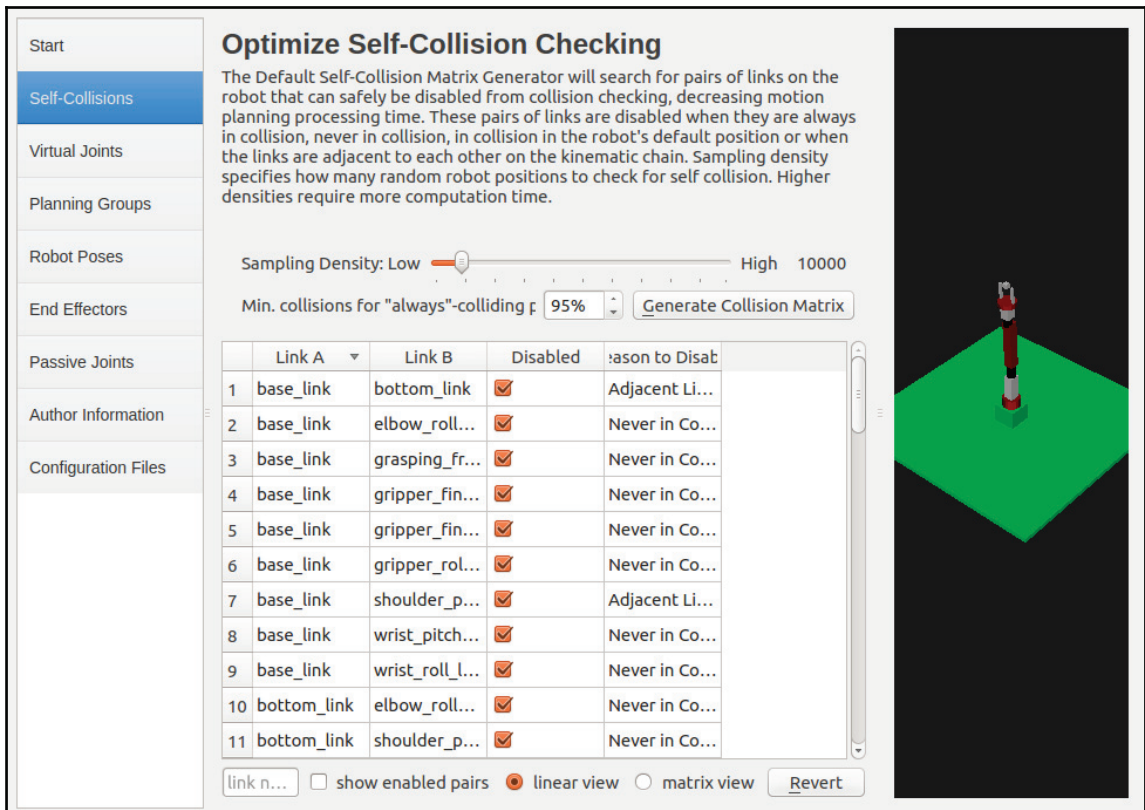 Start
Self-Collisions
Virtual Joints
Planning Groups
Robot Poses
End Effectors
Passive Joints
Author Information
Configuration Files
Optimize Self-Collision Checking
The Default Self-Collision Matrix Generator will search for pairs of links on the
robot that can safely be disabled from collision checking, decreasing motion
planning processing time. These pairs of links are disabled when they are always
in collision, never in collision, in collision in the robot's default position or when
the links are adjacent to each other on the kinematic chain. Sampling density
specifies how many random robot positions to check for self collision. Higher
densities require more computation time.
Sampling Density: Low High 10000
Min. collisions for "always"-colliding p 95% Generate Collision Matrix
Link A Link B Disabled eason to Disab
1 base_link bottom_link Adjacent Li...
2 base_link elbow_roll... Never in Co...
3 base_link grasping_fr... Never in Co...
4 base_link gripper_fin... Never in Co...
5 base_link gripper_fin... Never in Co...
6 base_link gripper_rol... Never in Co...
7 base_link shoulder_p... Adjacent Li...
8 base_link wrist_pitch... Never in Co...
9 base_link wrist_roll_l... Never in Co...
10 bottom_link elbow_roll... Never in Co...
11 bottom_link shoulder_p... Never in Co...
link n... show enabled pairs linear view matrix view Revert